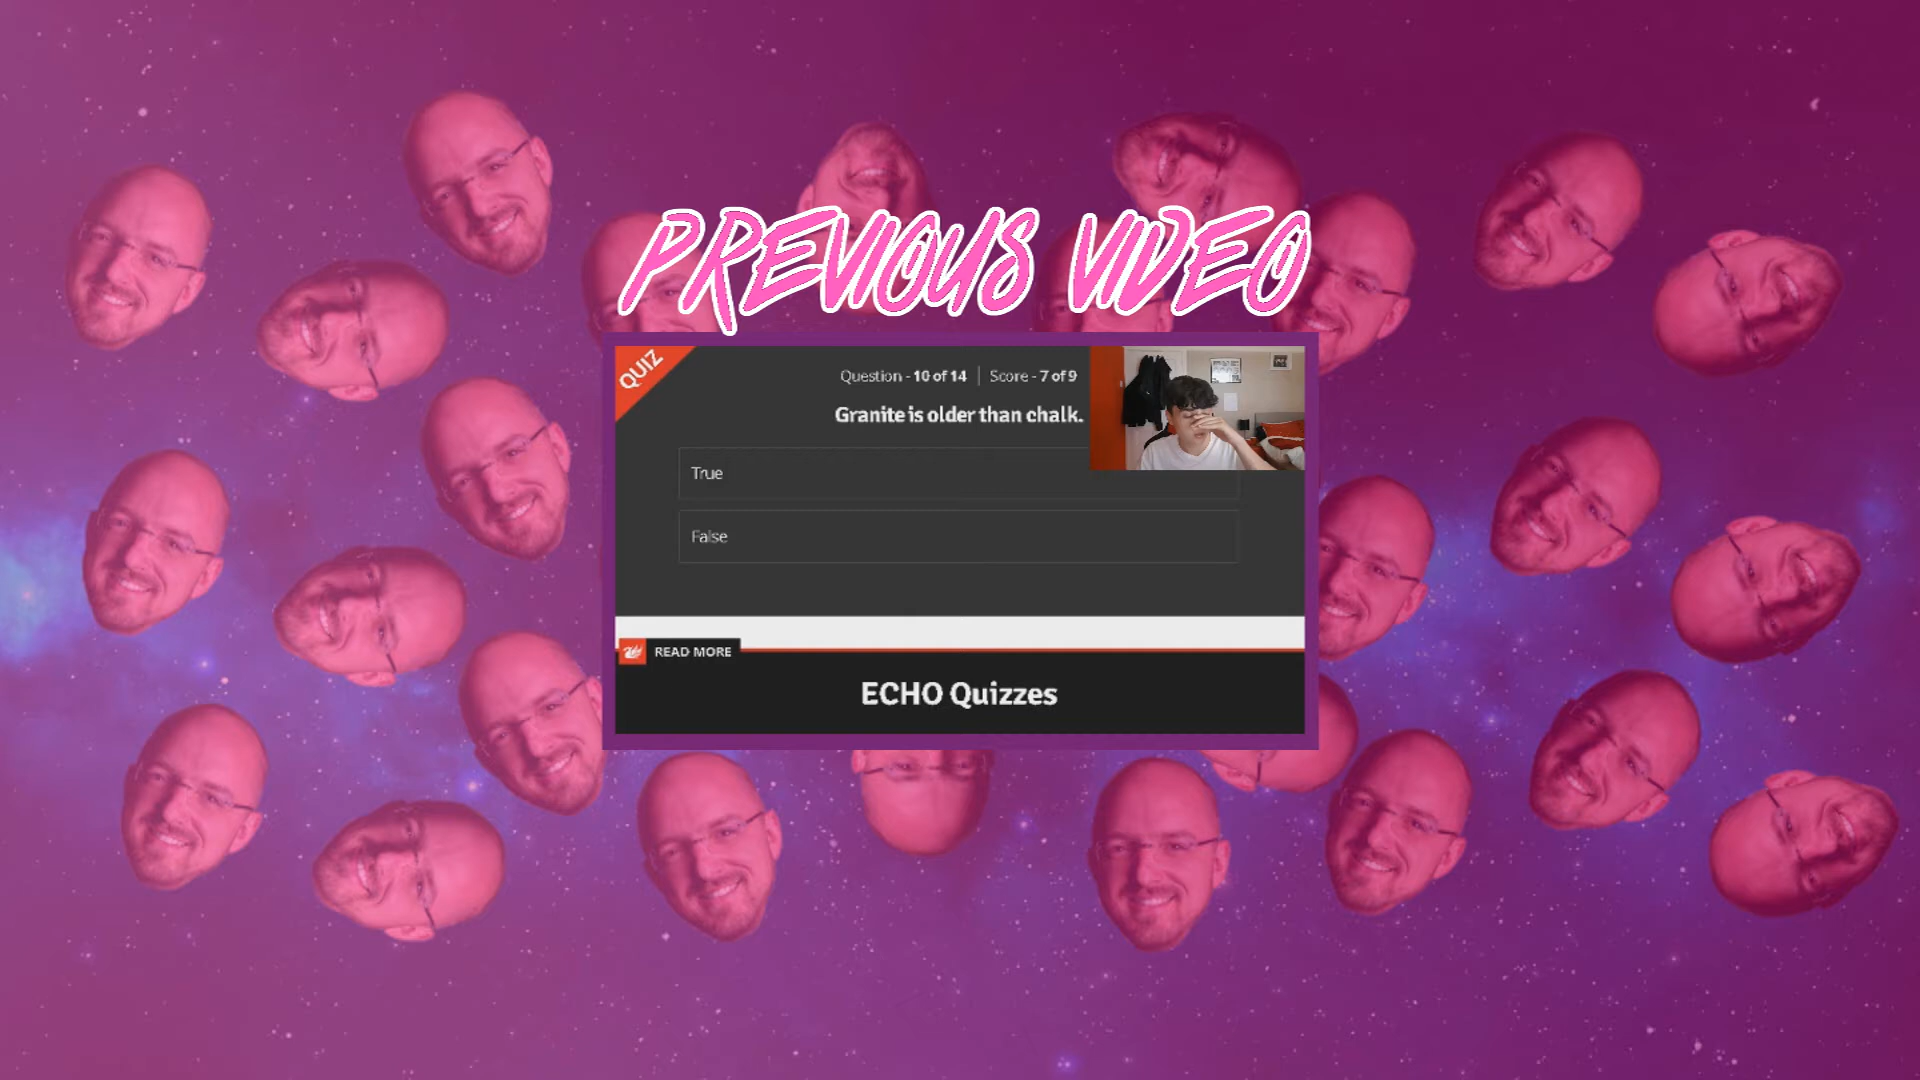 PREVIOUS VIDEO
QUIZ
Question - 10 of 14 | Score - 7 of 9
Granite is older than chalk.
True
False
READ MORE
ECHO Quizzes